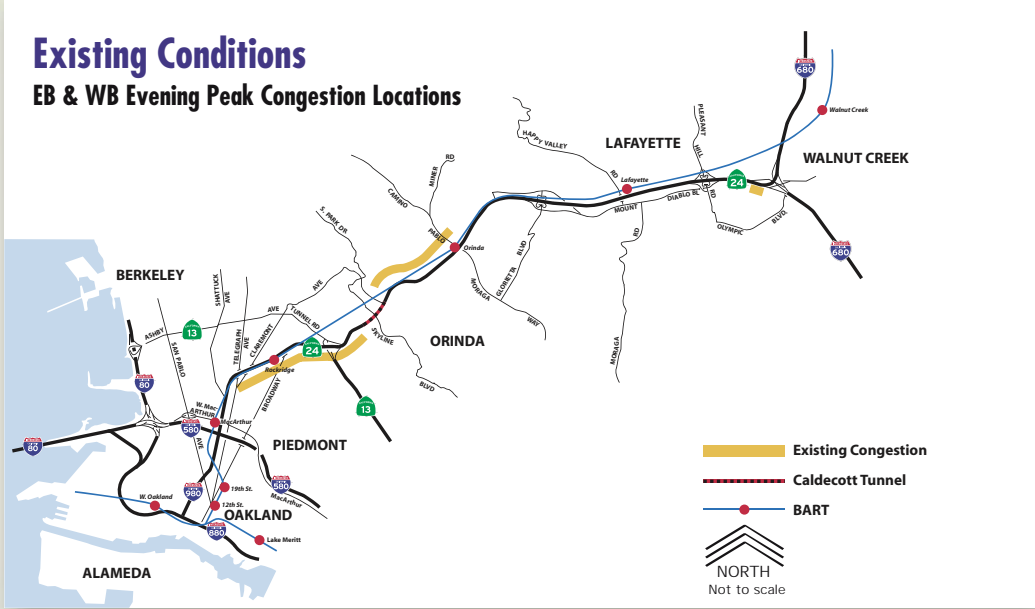 Existing Conditions
EB & WB Evening Peak Congestion Locations
680
Walnut Creek
PLEASANT
HILL
RD
HAPPY VALLEY
RD
LAFAYETTE
WALNUT CREEK
Lafayette
24
MOUNT
DIABLO BL
OLYMPIC
BLVD.
680
MINER
RD
CAMINO
PABLO
S. PARK DR.
Orinda
GLORIETTA
BLVD
MORAGA
WAY
RD
MORAGA
BERKELEY
SHATTUCK
AVE
AVE
AVE
TUNNEL RD
ASHBY
13
SAN PABLO
AVE
TELEGRAPH
AVE
CLAREMONT
24
SKYLINE
BLVD
ORINDA
Rockridge
BROADWAY
80
13
W. Mac
ARTHUR
MacArthur
580
80
PIEDMONT
580
MacArthur
980
19th St.
12th St.
W. Oakland
OAKLAND
880
Lake Meritt
ALAMEDA
Existing Congestion
Caldecott Tunnel
BART
NORTH
Not to scale